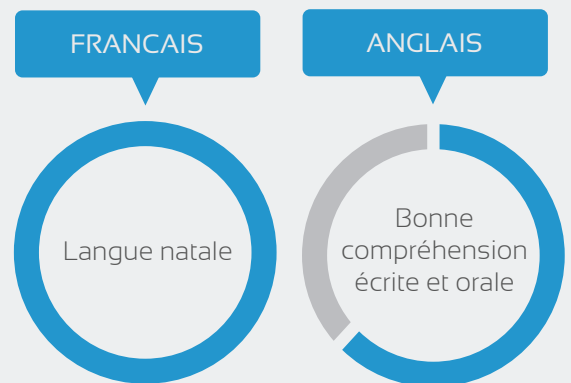 FRANCAIS
ANGLAIS
Langue natale
Bonne
compréhension
écrite et orale